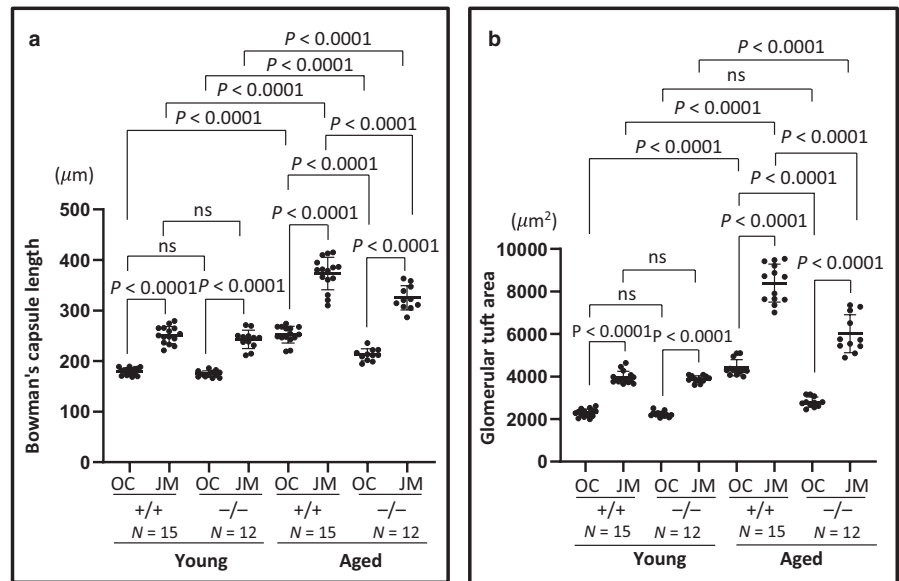 a
P < 0.0001
P < 0.0001
P < 0.0001
P < 0.0001
P < 0.0001
P < 0.0001
(μm)
ns
P < 0.0001
ns
P < 0.0001
P < 0.0001
P < 0.0001
Bowman's capsule length
500
400
300
200
100
0
OC JM OC JM OC JM OC JM
+/+ –/– +/+ –/–
N = 15 N = 12 N = 15 N = 12
Young Aged
b
P < 0.0001
ns
P < 0.0001
P < 0.0001
P < 0.0001
P < 0.0001
(μm²)
P < 0.0001
ns
P < 0.0001
ns
P < 0.0001
P < 0.0001
Glomerular tuft area
10000
8000
6000
4000
2000
0
OC JM OC JM OC JM OC JM
+/+ –/– +/+ –/–
N = 15 N = 12 N = 15 N = 12
Young Aged